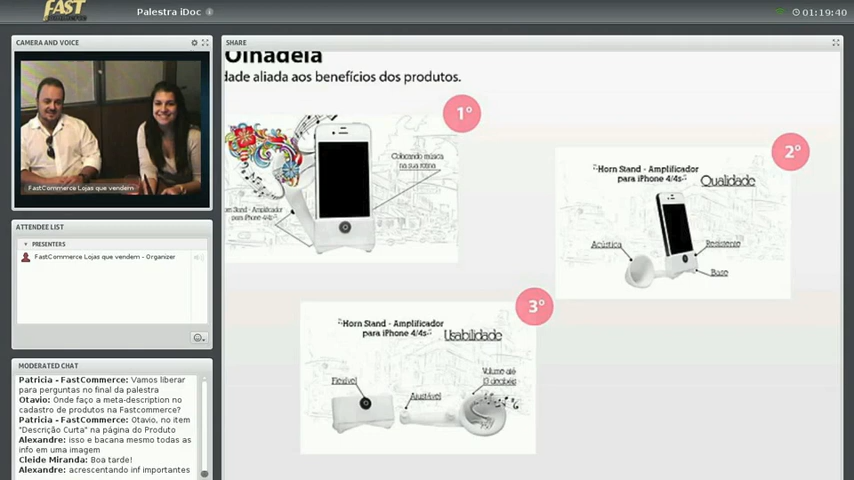 FAST
Palestra iDoc
01:19:40
CAMERA AND VOICE
FastCommerce Lojas que vendem
ATTENDEE LIST
PRESENTERS
FastCommerce Lojas que vendem - Organizer
MODERATED CHAT
Patricia - FastCommerce: Vamos liberar
para perguntas no final da palestra
Otavio: Onde faço a meta-description no
cadastro de produtos na Fastcommerce?
Patricia - FastCommerce: Otavio, no item
"Descrição Curta" na página do Produto
Alexandre: isso e bacana mesmo todas as
info em uma imagem
Cleide Miranda: Boa tarde!
Alexandre: acrescentando inf importantes
SHARE
Olhadela
dade aliada aos benefícios dos produtos.
1°
Colocando música
na sua rotina
Stand - Amplificador
para iPhone 4/4s
2°
Horn Stand - Amplificador
para iPhone 4/4s
Qualidade
Acústica
Resistente
Base
3°
Horn Stand - Amplificador
para iPhone 4/4s
Usabilidade
Flexível
Ajustável
Volume até
13 decibéis